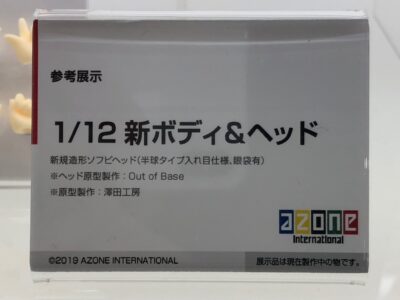 参考展示
1/12 新ボディ&ヘッド
新規造形ソフビヘッド(半球タイプ入れ目仕様、眼袋有)
※ヘッド原型製作:Out of Base
※原型製作:澤田工房
azone
International
©2019 AZONE INTERNATIONAL
展示品は現在製作中の物です。